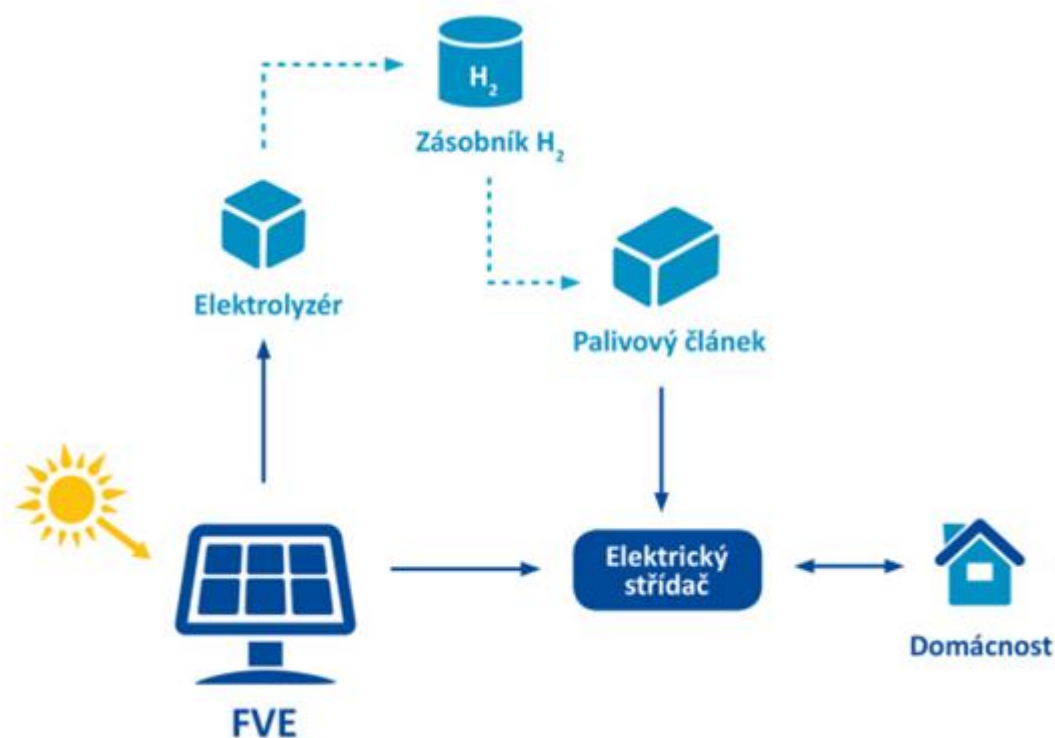 H₂
Zásobník H₂
Elektrolyzér
Palivový článek
Elektrický
střídač
Domácnost
FVE